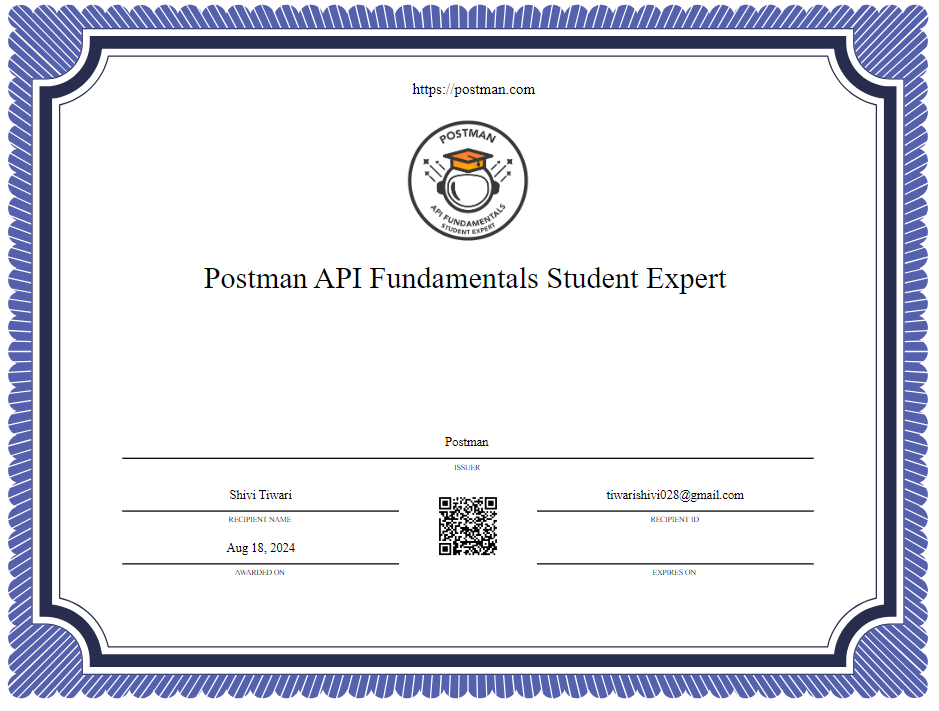 https://postman.com
POSTMAN
API FUNDAMENTALS
STUDENT EXPERT
Postman API Fundamentals Student Expert
Postman
ISSUER
Shivi Tiwari
RECIPIENT NAME
tiwarishivi028@gmail.com
RECIPIENT ID
Aug 18, 2024
AWARDED ON
EXPIRES ON